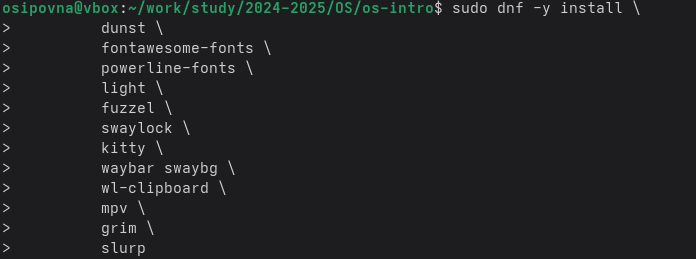 osipovna@vbox:~/work/study/2024-2025/OS/os-intro$ sudo dnf -y install \
> dunst \
> fontawesome-fonts \
> powerline-fonts \
> light \
> fuzzel \
> swaylock \
> kitty \
> waybar swaybg \
> wl-clipboard \
> mpv \
> grim \
> slurp